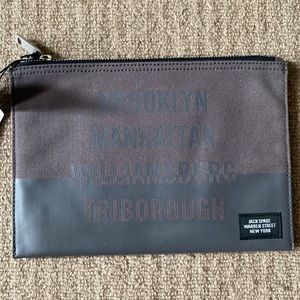 BROOKLYN
MANHATTAN
WILLIAMSBURG
TRIBOROUGH
JACK SPADE
WARREN STREET
NEW YORK